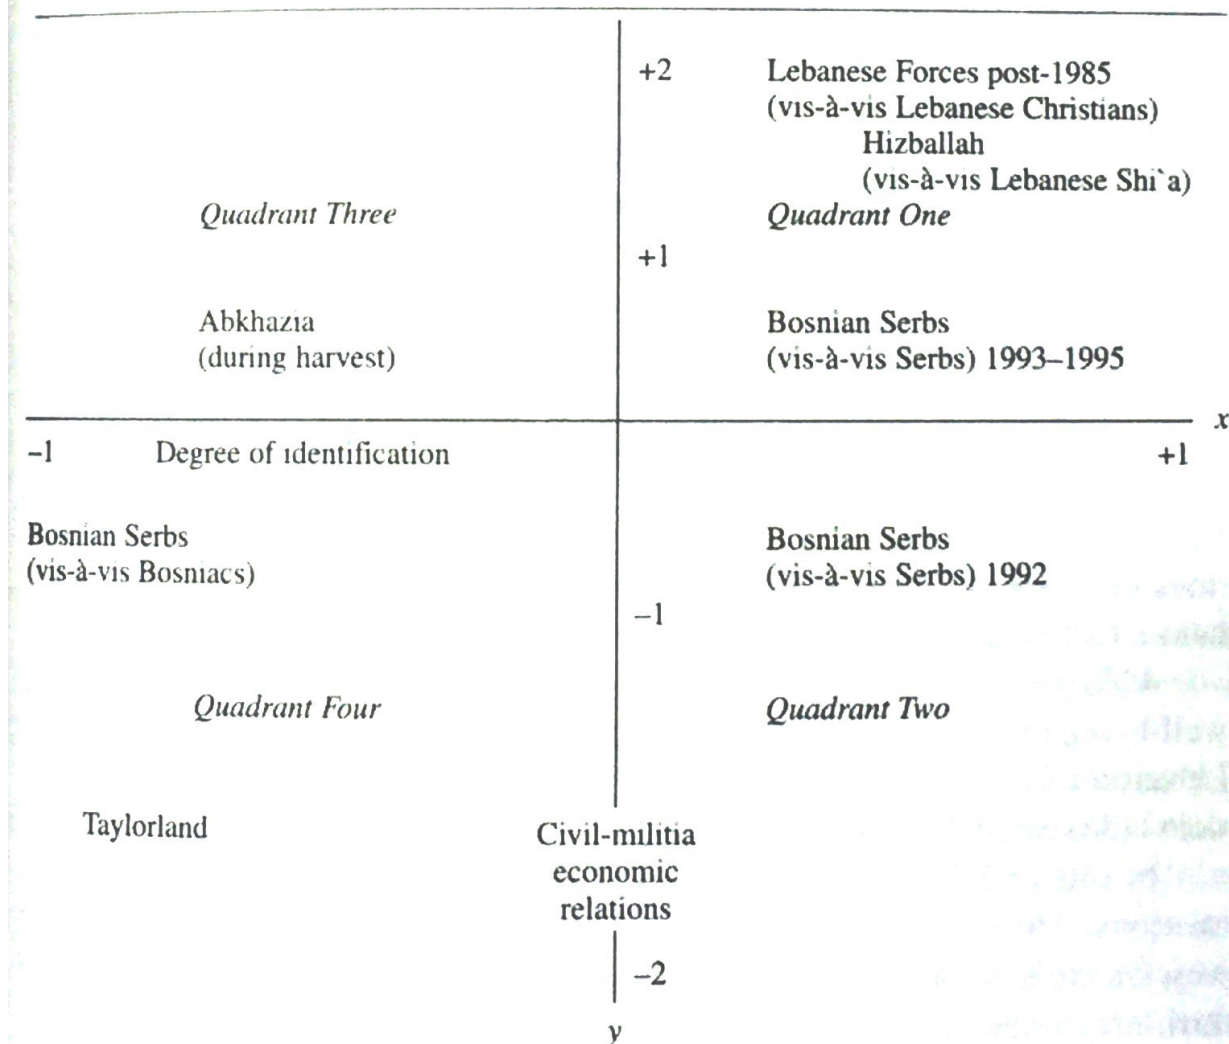 +2
Lebanese Forces post-1985
(vis-à-vis Lebanese Christians)
Hizballah
(vis-à-vis Lebanese Shi`a)
Quadrant Three
Quadrant One
+1
Abkhazia
(during harvest)
Bosnian Serbs
(vis-à-vis Serbs) 1993–1995
x
–1
Degree of identification
+1
Bosnian Serbs
(vis-à-vis Bosniacs)
Bosnian Serbs
(vis-à-vis Serbs) 1992
–1
Quadrant Four
Quadrant Two
Taylorland
Civil-militia
economic
relations
–2
y